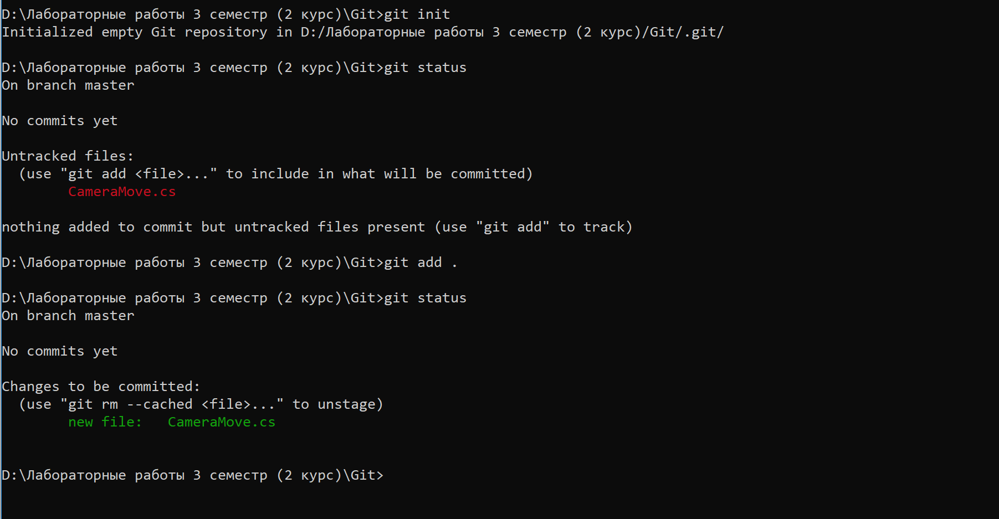 D:\Лабораторные работы 3 семестр (2 курс)\Git>git init
Initialized empty Git repository in D:/Лабораторные работы 3 семестр (2 курс)/Git/.git/
D:\Лабораторные работы 3 семестр (2 курс)\Git>git status
On branch master
No commits yet
Untracked files:
  (use "git add <file>..." to include in what will be committed)
        CameraMove.cs
nothing added to commit but untracked files present (use "git add" to track)
D:\Лабораторные работы 3 семестр (2 курс)\Git>git add .
D:\Лабораторные работы 3 семестр (2 курс)\Git>git status
On branch master
No commits yet
Changes to be committed:
  (use "git rm --cached <file>..." to unstage)
        new file:   CameraMove.cs
D:\Лабораторные работы 3 семестр (2 курс)\Git>